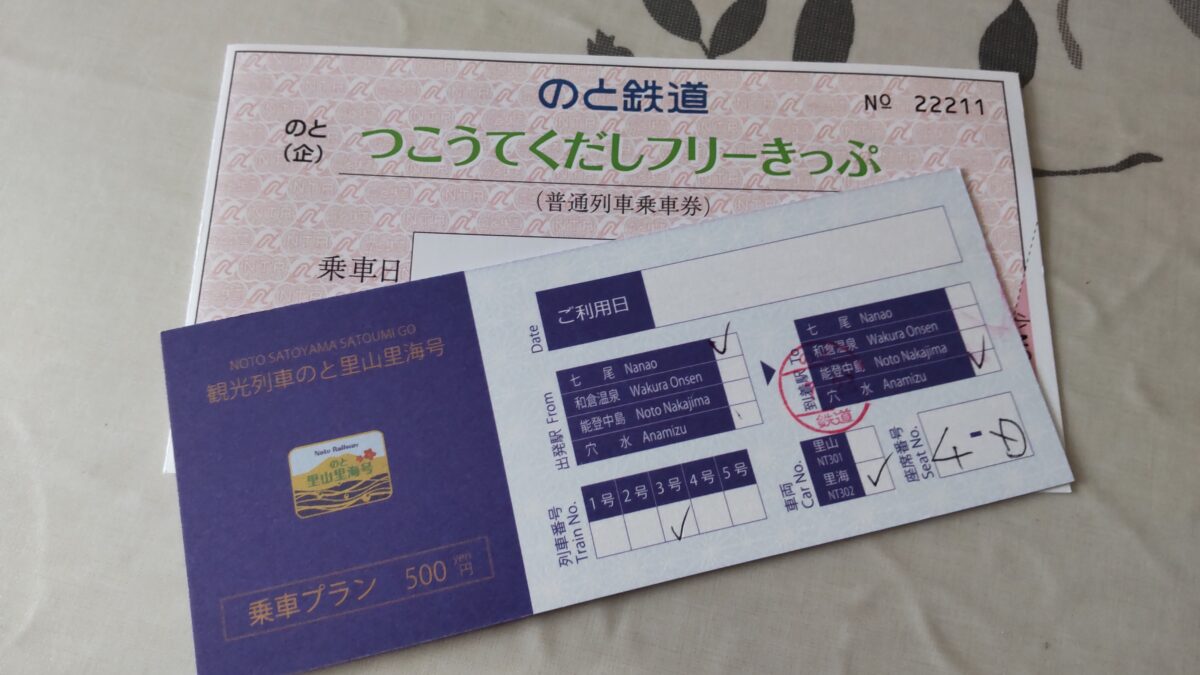 のと鉄道
Nº 22211
のと
(企)
つこうてくだしフリーきっぷ
(普通列車乗車券)
乗車日
NOTO SATOYAMA SATOUMI GO
観光列車のと里山里海号
Noto Railway
のと
里山里海号
乗車プラン 500 yen 円
Date
ご利用日
出発駅 From
七尾 Nanao
和倉温泉 Wakura Onsen
能登中島 Noto Nakajima
穴水 Anamizu
到着駅 To
七尾 Nanao
和倉温泉 Wakura Onsen
能登中島 Noto Nakajima
穴水 Anamizu
鉄道
列車番号
Train No.
1号 2号 3号 4号 5号
車両
Car No.
里山
NT301
里海
NT302
座席番号
Seat No.